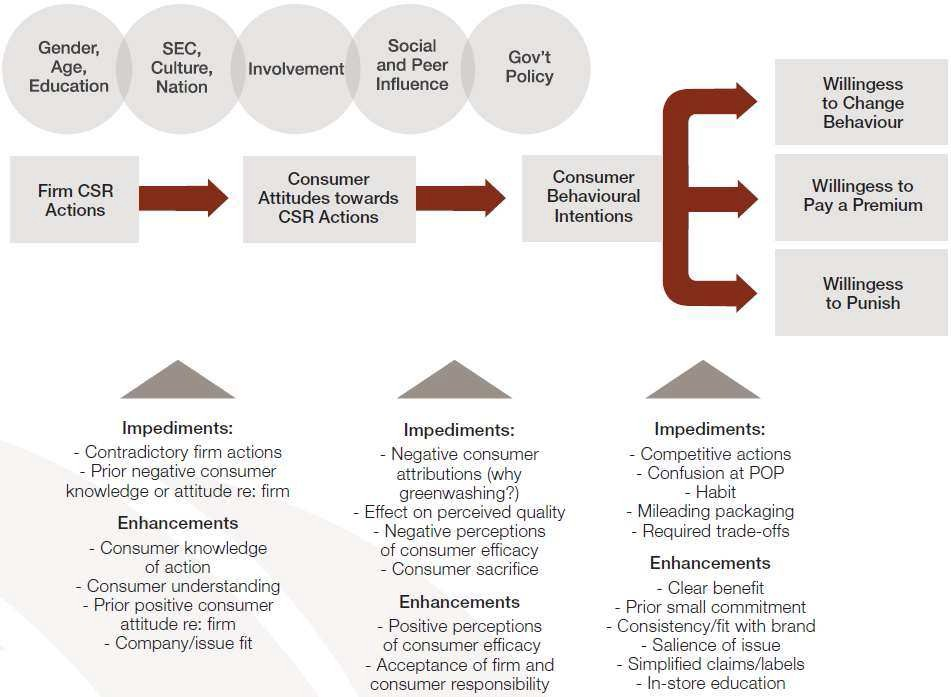 Gender,
Age,
Education
SEC,
Culture,
Nation
Involvement
Social
and Peer
Influence
Gov't
Policy
Firm CSR
Actions
Consumer
Attitudes towards
CSR Actions
Consumer
Behavioural
Intentions
Willingess
to Change
Behaviour
Willingess to
Pay a Premium
Willingess
to Punish
Impediments:
- Contradictory firm actions
- Prior negative consumer
knowledge or attitude re: firm
Enhancements
- Consumer knowledge
of action
- Consumer understanding
- Prior positive consumer
attitude re: firm
- Company/issue fit
Impediments:
- Negative consumer
attributions (why
greenwashing?)
- Effect on perceived quality
- Negative perceptions
of consumer efficacy
- Consumer sacrifice
Enhancements
- Positive perceptions
of consumer efficacy
- Acceptance of firm and
consumer responsibility
Impediments:
- Competitive actions
- Confusion at POP
- Habit
- Mileading packaging
- Required trade-offs
Enhancements
- Clear benefit
- Prior small commitment
- Consistency/fit with brand
- Salience of issue
- Simplified claims/labels
- In-store education